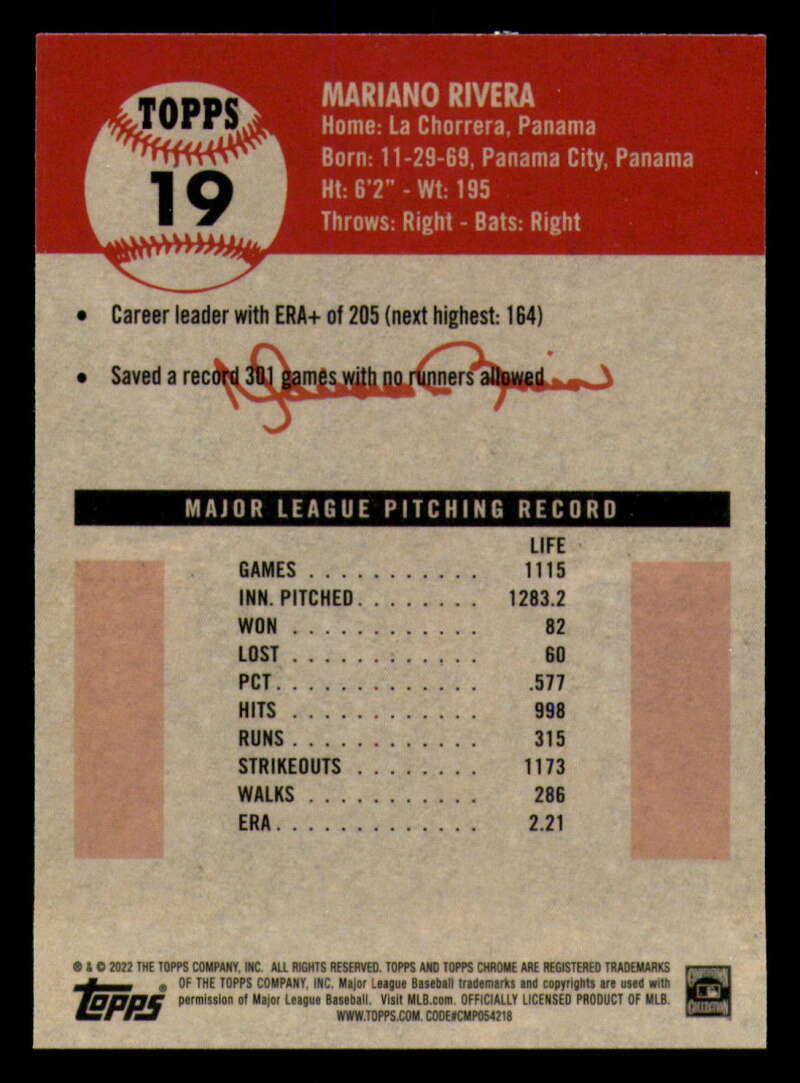 TOPPS
19
MARIANO RIVERA
Home: La Chorrera, Panama
Born: 11-29-69, Panama City, Panama
Ht: 6'2" - Wt: 195
Throws: Right - Bats: Right
• Career leader with ERA+ of 205 (next highest: 164)
• Saved a record 301 games with no runners allowed
MAJOR LEAGUE PITCHING RECORD
LIFE
GAMES . . . . . . . . . . . 1115
INN. PITCHED. . . . . . . . 1283.2
WON . . . . . . . . . . . . 82
LOST . . . . . . . . . . . . 60
PCT. . . . . . . . . . . . . .577
HITS . . . . . . . . . . . . 998
RUNS . . . . . . . . . . . . 315
STRIKEOUTS . . . . . . . . 1173
WALKS . . . . . . . . . . . 286
ERA. . . . . . . . . . . . . 2.21
® & © 2022 THE TOPPS COMPANY, INC. ALL RIGHTS RESERVED. TOPPS AND TOPPS CHROME ARE REGISTERED TRADEMARKS
OF THE TOPPS COMPANY, INC. Major League Baseball trademarks and copyrights are used with
permission of Major League Baseball. Visit MLB.com. OFFICIALLY LICENSED PRODUCT OF MLB.
WWW.TOPPS.COM. CODE#CMP054218
Topps®
COOPERSTOWN
COLLECTION